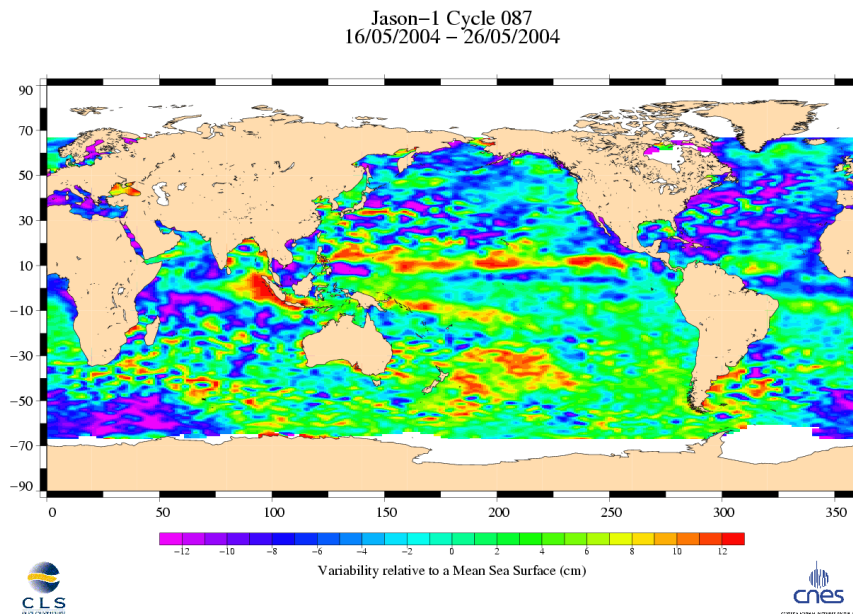 Jason−1 Cycle 087
16/05/2004 − 26/05/2004
90
70
50
30
10
−10
−30
−50
−70
−90
0 50 100 150 200 250 300 350
−12 −10 −8 −6 −4 −2 0 2 4 6 8 10 12
Variability relative to a Mean Sea Surface (cm)
CLS
cnes